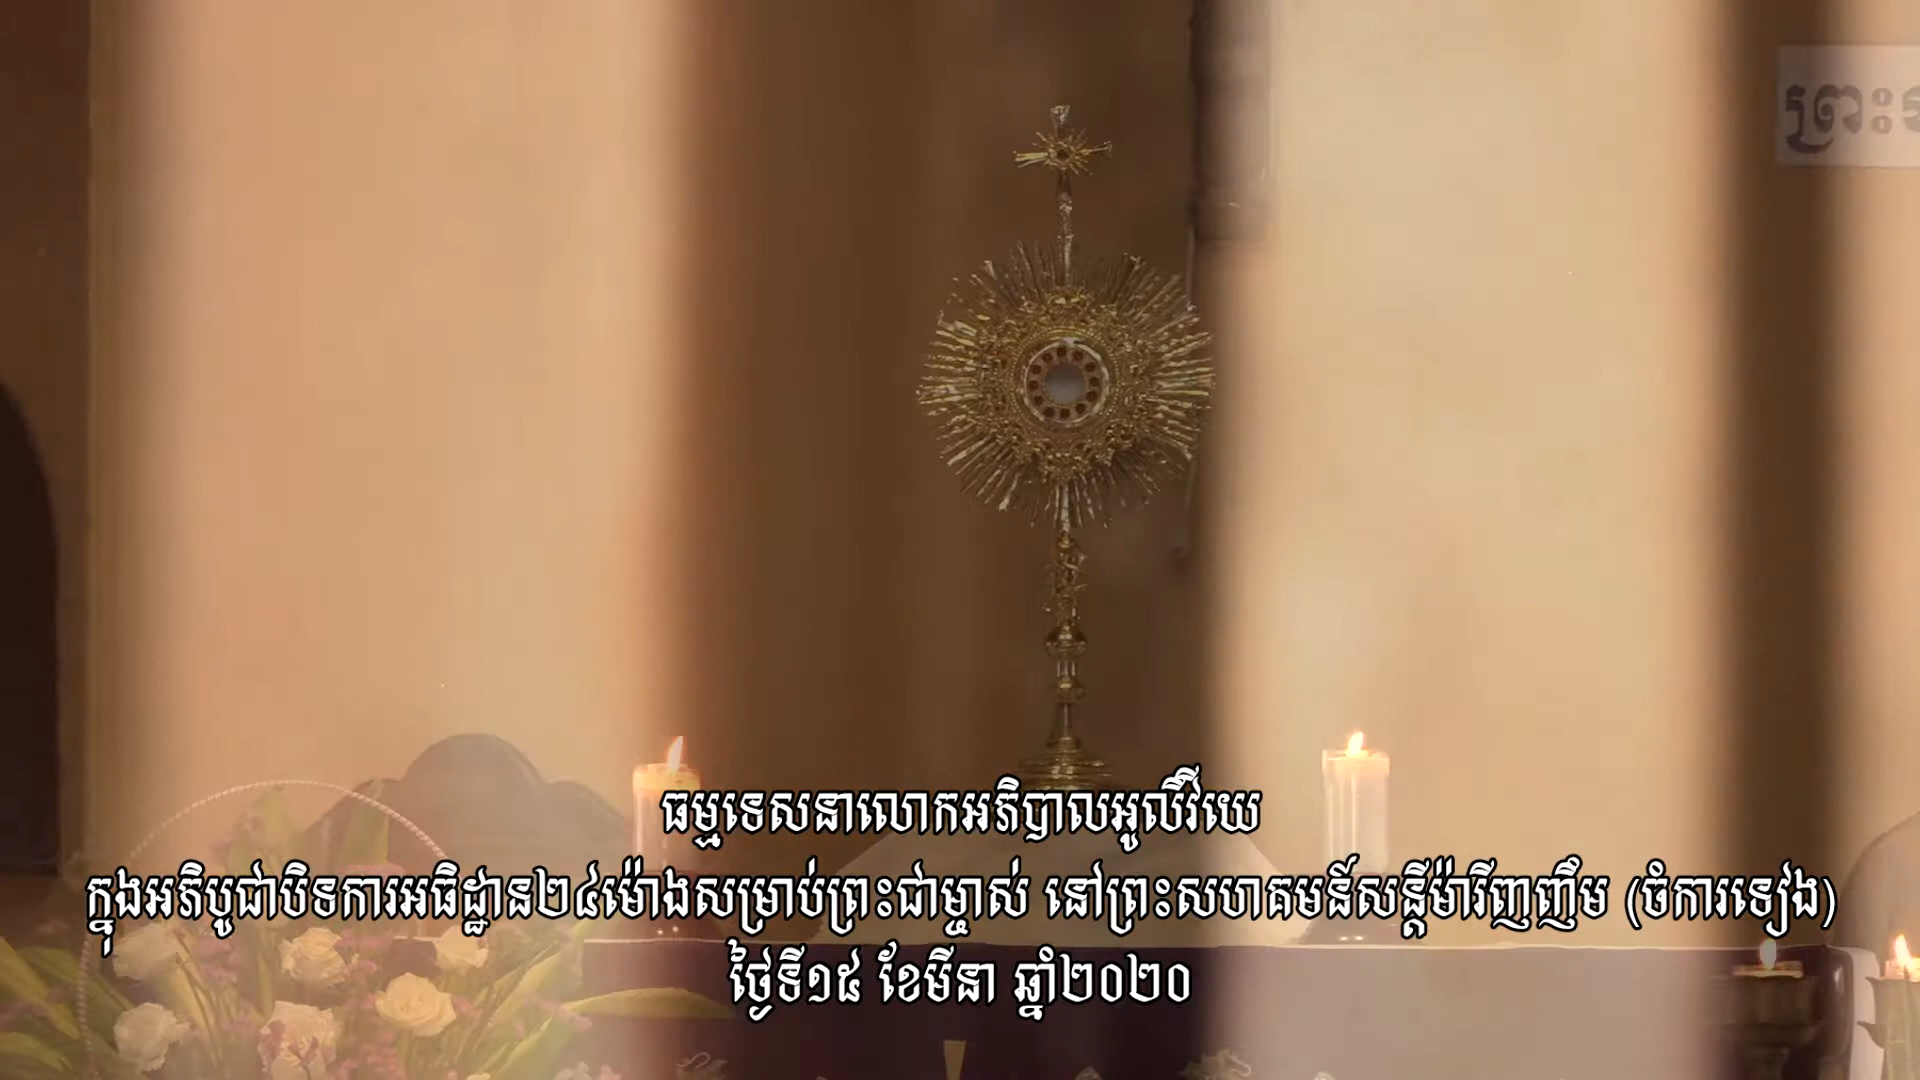 ព្រះ
ធម្មទេសនាលោកអភិបាលអូលីវីយេ
ក្នុងអភិបូជាបិទការអធិដ្ឋាន២៤ម៉ោងសម្រាប់ព្រះជាម្ចាស់ នៅព្រះសហគមន៍សន្តីម៉ារីញញឹម (ចំការទៀង)
ថ្ងៃទី១៥ ខែមីនា ឆ្នាំ២០២០